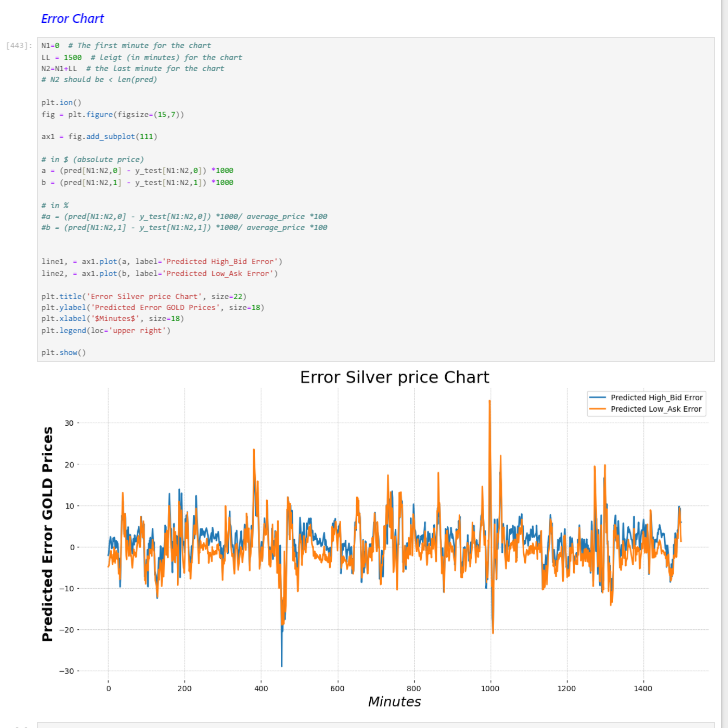 Error Chart
[443]:
N1=0  # The first minute for the chart
LL = 1500  # Leigt (in minutes) for the chart
N2=N1+LL  # the last minute for the chart
# N2 should be < len(pred)
plt.ion()
fig = plt.figure(figsize=(15,7))
ax1 = fig.add_subplot(111)
# in $ (absolute price)
a = (pred[N1:N2,0] - y_test[N1:N2,0]) *1000
b = (pred[N1:N2,1] - y_test[N1:N2,1]) *1000
# in %
#a = (pred[N1:N2,0] - y_test[N1:N2,0]) *1000/ average_price *100
#b = (pred[N1:N2,1] - y_test[N1:N2,1]) *1000/ average_price *100
line1, = ax1.plot(a, label='Predicted High_Bid Error')
line2, = ax1.plot(b, label='Predicted Low_Ask Error')
plt.title('Error Silver price Chart', size=22)
plt.ylabel('Predicted Error GOLD Prices', size=18)
plt.xlabel('$Minutes$', size=18)
plt.legend(loc='upper right')
plt.show()
Error Silver price Chart
Predicted High_Bid Error
Predicted Low_Ask Error
Predicted Error GOLD Prices
30
20
10
0
−10
−20
−30
0 200 400 600 800 1000 1200 1400
Minutes